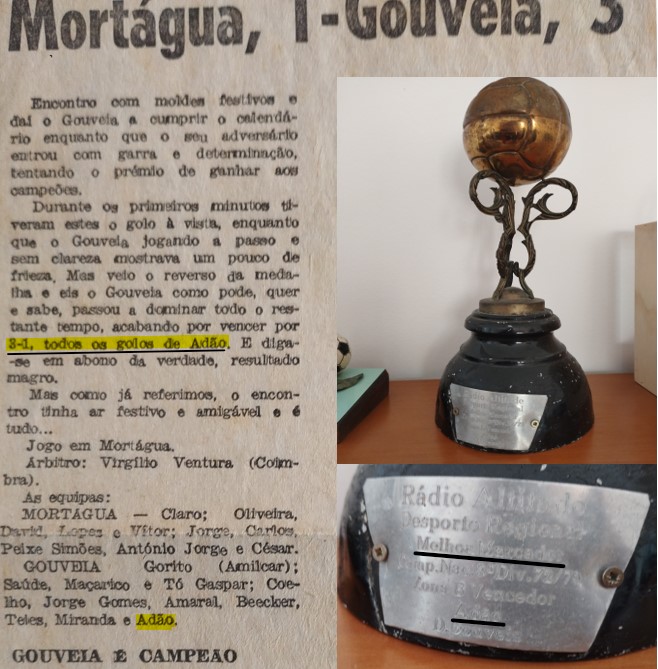 Mortágua, 1-Gouveia, 3
Encontro com moldes festivos e
daí o Gouveia a cumprir o calendá-
rio enquanto que o seu adversário
entrou com garra e determinação,
tentando o prémio de ganhar aos
campeões.
Durante os primeiros minutos ti-
veram estes o golo à vista, enquanto
que o Gouveia jogando a passo e
sem clareza mostrava um pouco de
frieza. Mas veio o reverso da meda-
lha e eis o Gouveia como pode, quer
e sabe, passou a dominar todo o res-
tante tempo, acabando por vencer por
3-1, todos os golos de Adão. E diga-
-se em abono da verdade, resultado
magro.
Mas como já referimos, o encon-
tro tinha ar festivo e amigável e é
tudo...
Jogo em Mortágua.
Árbitro: Virgílio Ventura (Coim-
bra).
As equipas:
MORTÁGUA — Claro; Oliveira,
David, Lopes e Vítor; Jorge, Carlos,
Peixe Simões, António Jorge e César.
GOUVEIA Gorito (Amílcar);
Saúde, Maçarico e Tó Gaspar; Coe-
lho, Jorge Gomes, Amaral, Beecker,
Teles, Miranda e Adão.
GOUVEIA É CAMPEÃO
Rádio Altitude
Desporto Regional
Melhor Marcador
Zona B Vencedor
Adão
D. Gouveia